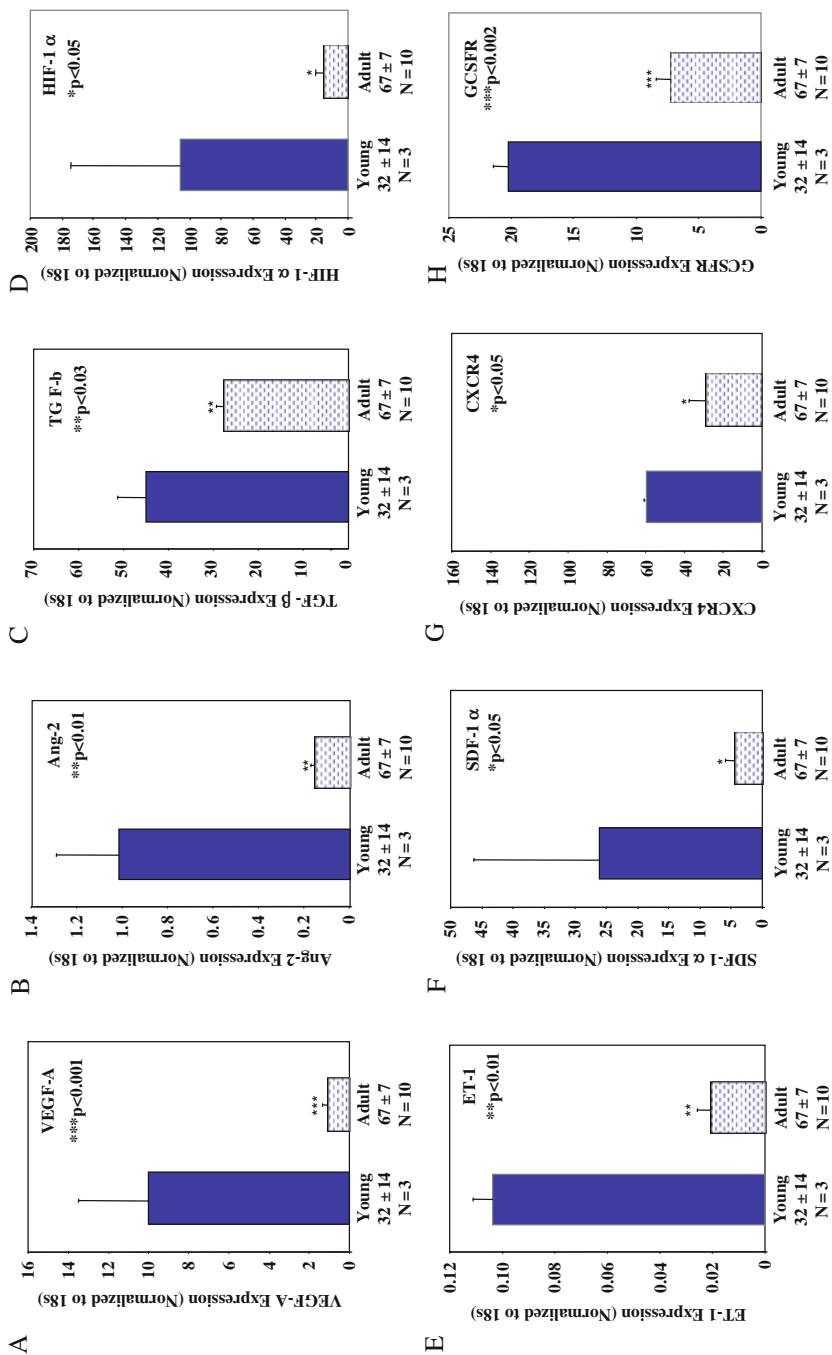 A
VEGF-A Expression (Normalized to 18s)
16
14
12
10
8
6
4
2
0
VEGF-A
***p<0.001
***
Young
32 ± 14
N = 3
Adult
67 ± 7
N = 10
B
Ang-2 Expression (Normalized to 18s)
1.4
1.2
1.0
0.8
0.6
0.4
0.2
0
Ang-2
**p<0.01
**
Young
32 ± 14
N = 3
Adult
67 ± 7
N = 10
C
TGF- β Expression (Normalized to 18s)
70
60
50
40
30
20
10
0
TG F-b
**p<0.03
**
Young
32 ± 14
N = 3
Adult
67 ± 7
N = 10
D
HIF-1 α Expression (Normalized to 18s)
200
180
160
140
120
100
80
60
40
20
0
HIF-1 α
*p<0.05
*
Young
32 ± 14
N = 3
Adult
67 ± 7
N = 10
E
ET-1 Expression (Normalized to 18s)
0.12
0.10
0.08
0.06
0.04
0.02
0
ET-1
**p<0.01
**
Young
32 ± 14
N = 3
Adult
67 ± 7
N = 10
F
SDF-1 α Expression (Normalized to 18s)
50
45
40
35
30
25
20
15
10
5
0
SDF-1 α
*p<0.05
*
Young
32 ± 14
N = 3
Adult
67 ± 7
N = 10
G
CXCR4 Expression (Normalized to 18s)
160
140
120
100
80
60
40
20
0
CXCR4
*p<0.05
*
Young
32 ± 14
N = 3
Adult
67 ± 7
N = 10
H
GCSFR Expression (Normalized to 18s)
25
20
15
10
5
0
GCSFR
***p<0.002
***
Young
32 ± 14
N = 3
Adult
67 ± 7
N = 10